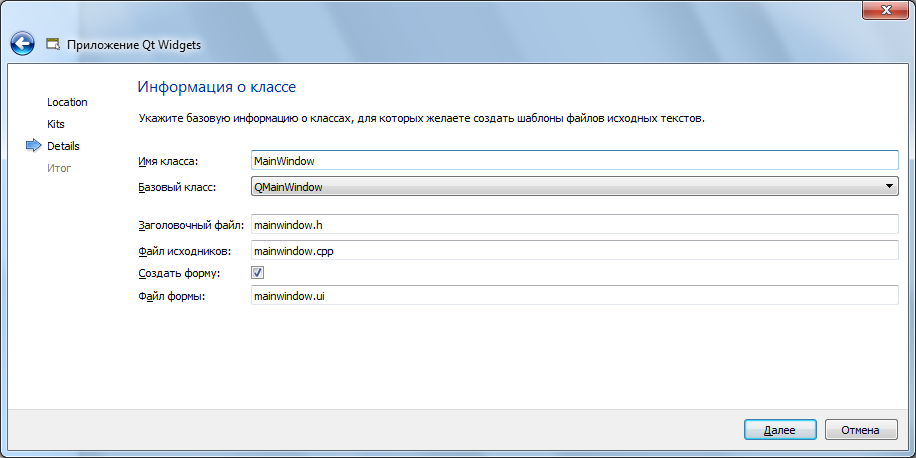 Приложение Qt Widgets
Информация о классе
Location
Kits
Details
Итог
Укажите базовую информацию о классах, для которых желаете создать шаблоны файлов исходных текстов.
Имя класса: MainWindow
Базовый класс: QMainWindow
Заголовочный файл: mainwindow.h
Файл исходников: mainwindow.cpp
Создать форму:
Файл формы: mainwindow.ui
Далее Отмена